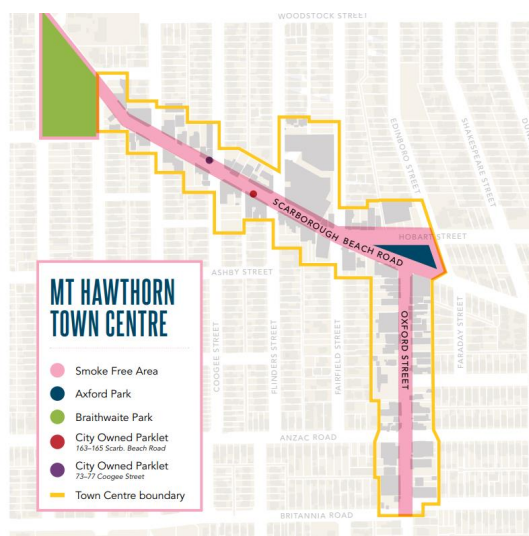 WOODSTOCK STREET
EDINBORO STREET
SHAKESPEARE STREET
SCARBOROUGH BEACH ROAD
HOBART STREET
ASHBY STREET
MT HAWTHORN
TOWN CENTRE
Smoke Free Area
Axford Park
Braithwaite Park
City Owned Parklet
163–165 Scarb. Beach Road
City Owned Parklet
73–77 Coogee Street
Town Centre boundary
COOGEE STREET
FLINDERS STREET
FAIRFIELD STREET
OXFORD STREET
FARADAY STREET
ANZAC ROAD
BRITANNIA ROAD